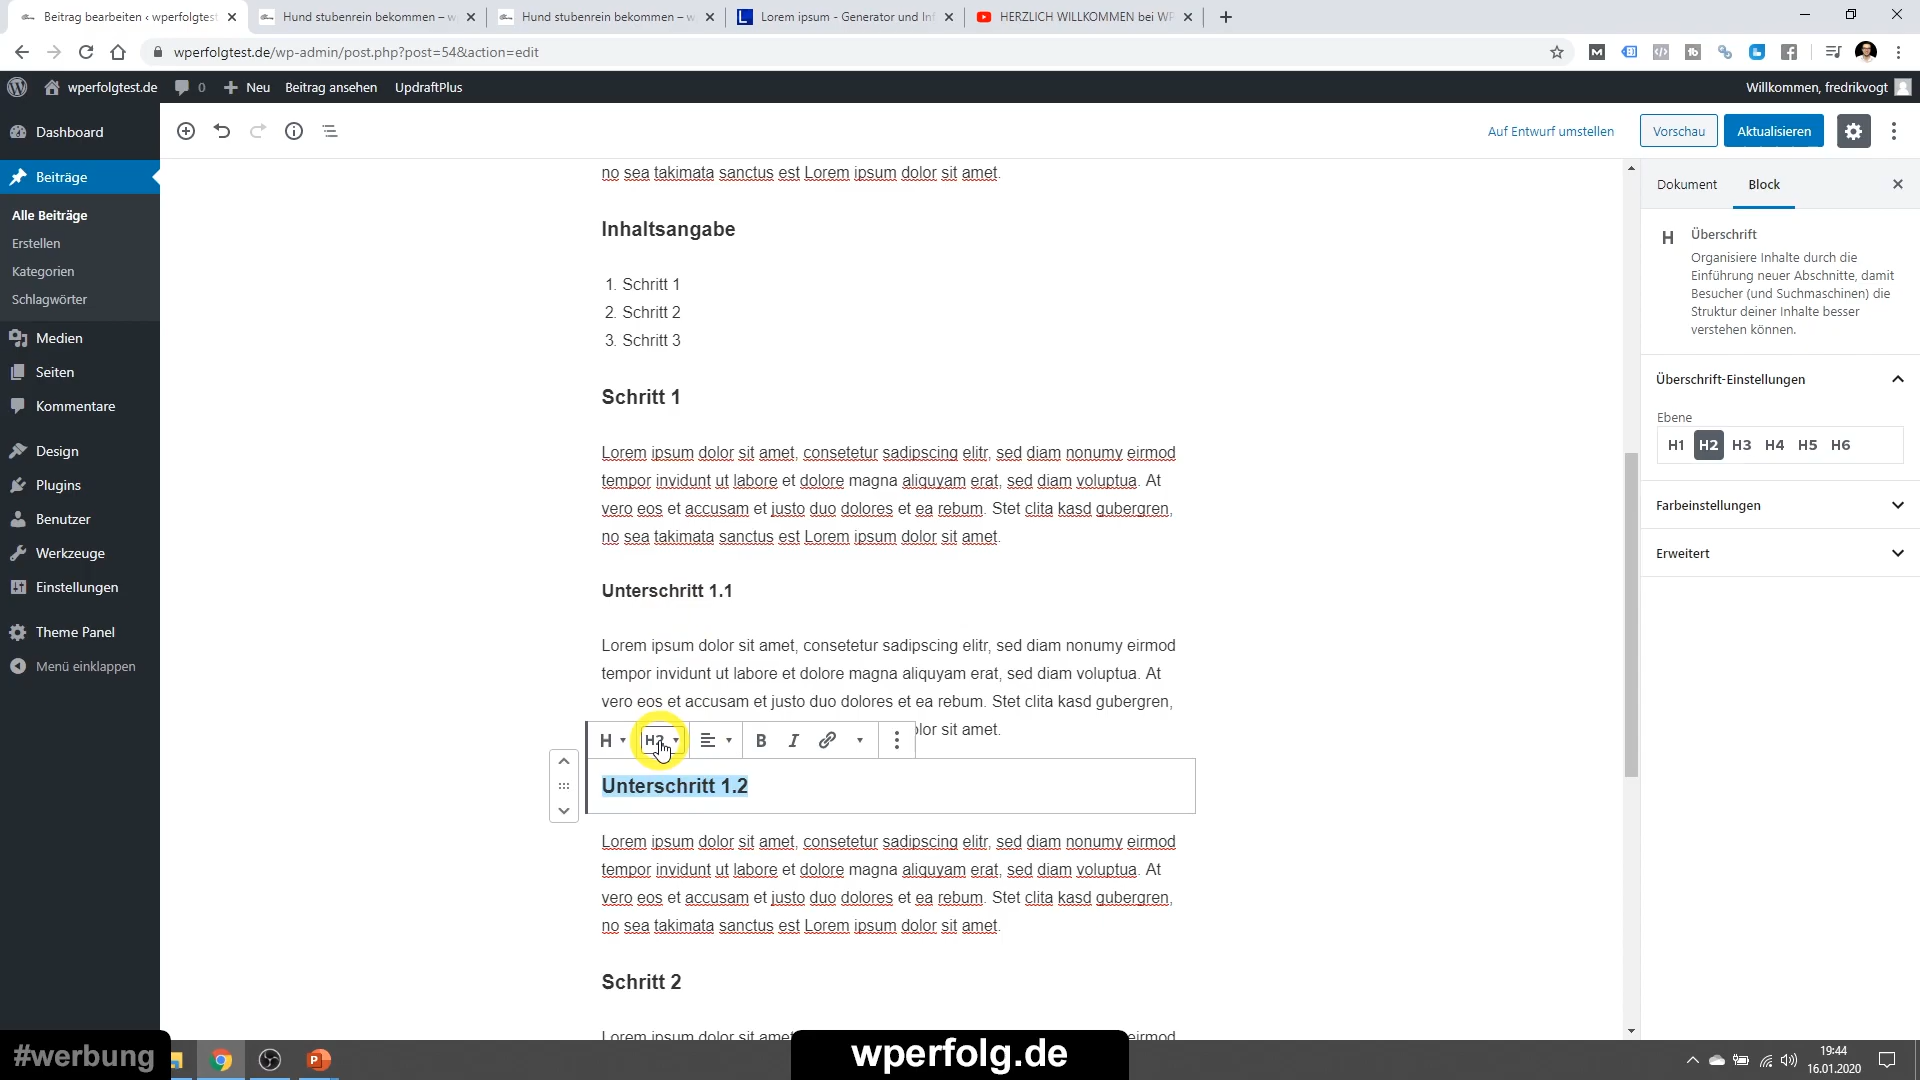 Beitrag bearbeiten ‹ wperfolgtest
Hund stubenrein bekommen – w
Hund stubenrein bekommen – w
Lorem ipsum - Generator und Inf
HERZLICH WILLKOMMEN bei WP
wperfolgtest.de/wp-admin/post.php?post=54&action=edit
wperfolgtest.de
0
Neu
Beitrag ansehen
UpdraftPlus
Willkommen, fredrikvogt
Dashboard
Beiträge
Alle Beiträge
Erstellen
Kategorien
Schlagwörter
Medien
Seiten
Kommentare
Design
Plugins
Benutzer
Werkzeuge
Einstellungen
Theme Panel
Menü einklappen
Auf Entwurf umstellen
Vorschau
Aktualisieren
no sea takimata sanctus est Lorem ipsum dolor sit amet.
Inhaltsangabe
1. Schritt 1
2. Schritt 2
3. Schritt 3
Schritt 1
Lorem ipsum dolor sit amet, consetetur sadipscing elitr, sed diam nonumy eirmod
tempor invidunt ut labore et dolore magna aliquyam erat, sed diam voluptua. At
vero eos et accusam et justo duo dolores et ea rebum. Stet clita kasd gubergren,
no sea takimata sanctus est Lorem ipsum dolor sit amet.
Unterschritt 1.1
Lorem ipsum dolor sit amet, consetetur sadipscing elitr, sed diam nonumy eirmod
tempor invidunt ut labore et dolore magna aliquyam erat, sed diam voluptua. At
vero eos et accusam et justo duo dolores et ea rebum. Stet clita kasd gubergren,
olor sit amet.
H
H2
B
I
Unterschritt 1.2
Lorem ipsum dolor sit amet, consetetur sadipscing elitr, sed diam nonumy eirmod
tempor invidunt ut labore et dolore magna aliquyam erat, sed diam voluptua. At
vero eos et accusam et justo duo dolores et ea rebum. Stet clita kasd gubergren,
no sea takimata sanctus est Lorem ipsum dolor sit amet.
Schritt 2
Lorem ipsum dolor sit amet
eirmod
Dokument
Block
H
Überschrift
Organisiere Inhalte durch die
Einführung neuer Abschnitte, damit
Besucher (und Suchmaschinen) die
Struktur deiner Inhalte besser
verstehen können.
Überschrift-Einstellungen
Ebene
H1 H2 H3 H4 H5 H6
Farbeinstellungen
Erweitert
#werbung
wperfolg.de
19:44
16.01.2020